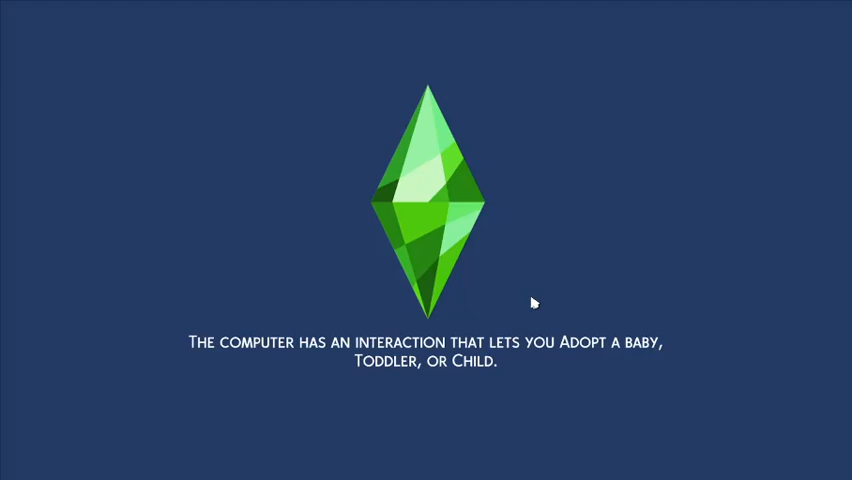 The computer has an interaction that lets you Adopt a baby,
Toddler, or Child.